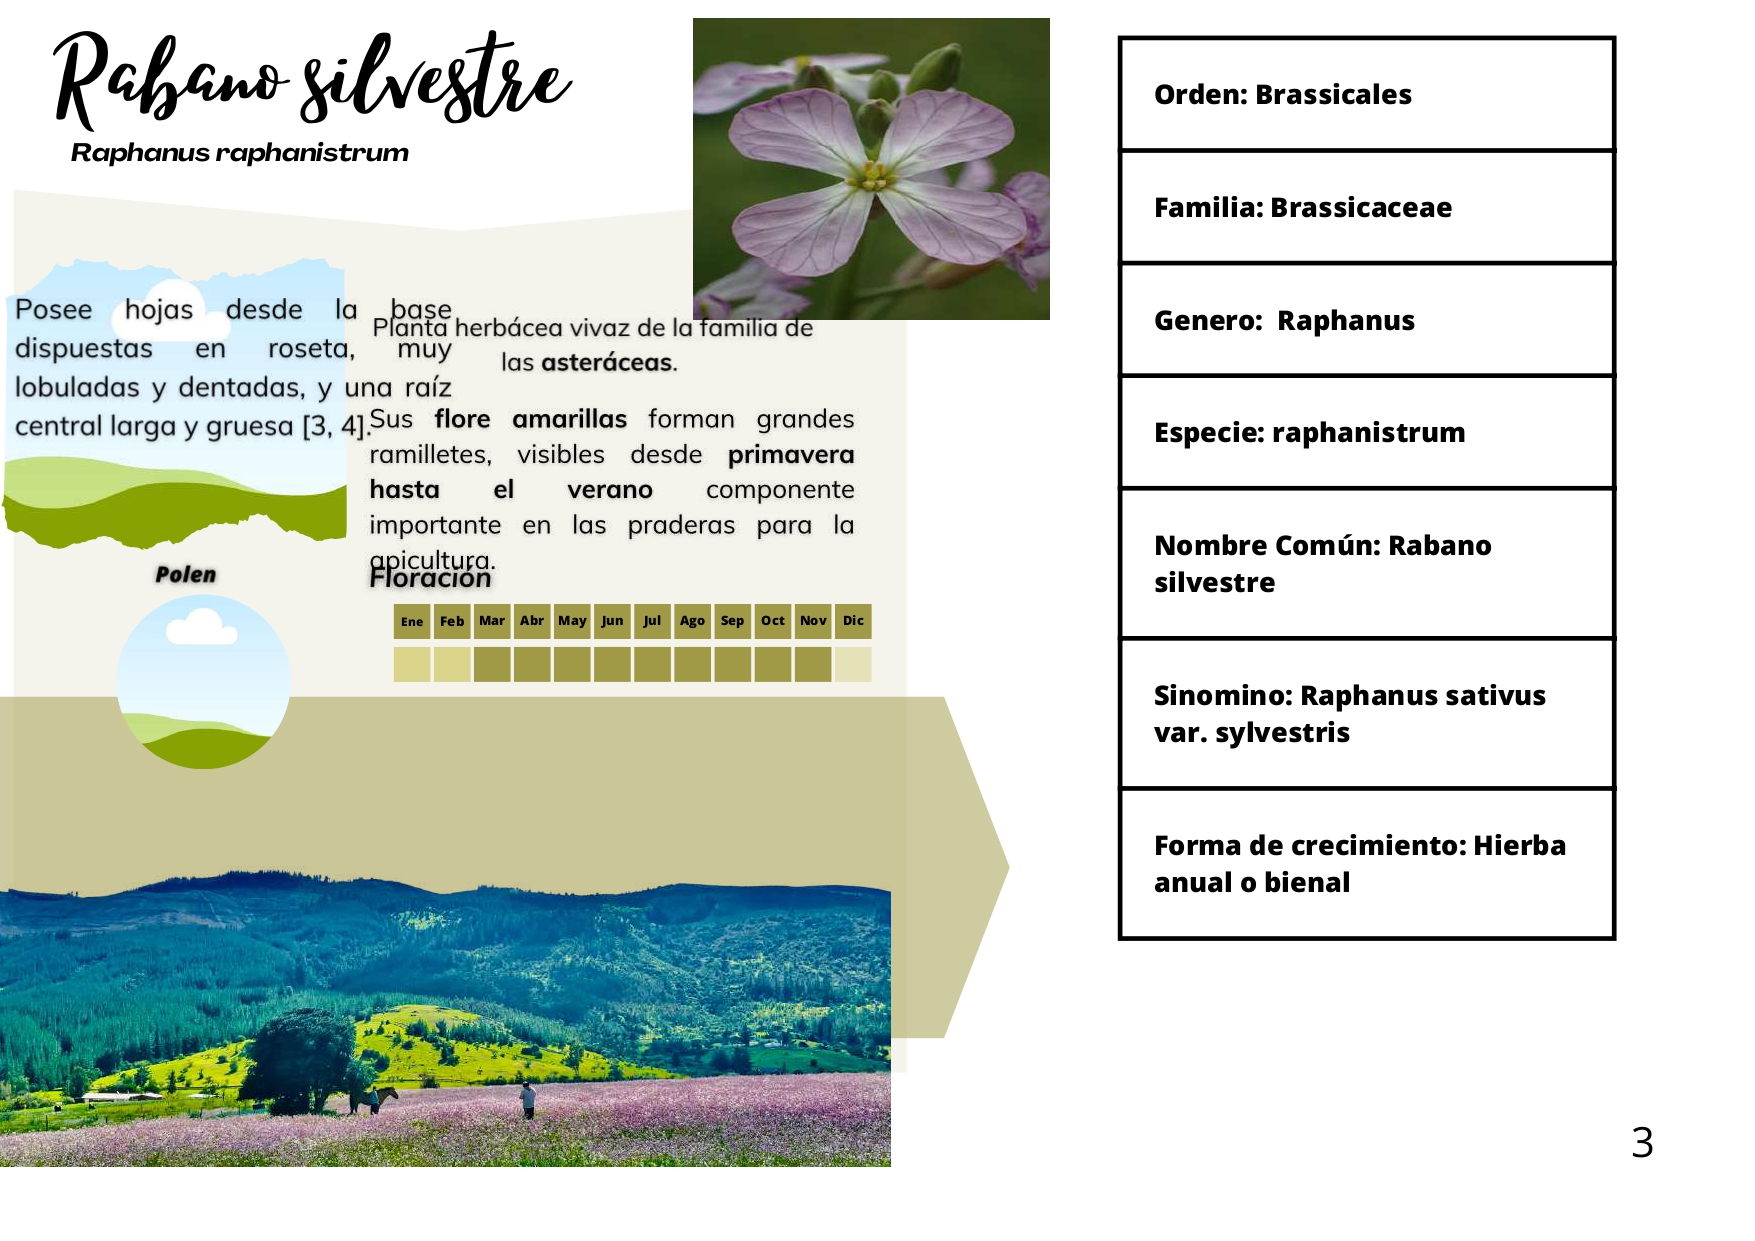 Rabano silvestre
Raphanus raphanistrum
Posee hojas desde la base
dispuestas en roseta, muy
lobuladas y dentadas, y una raíz
central larga y gruesa [3, 4].
Planta herbácea vivaz de la familia de
las asteráceas.
Sus flore amarillas forman grandes
ramilletes, visibles desde primavera
hasta el verano componente
importante en las praderas para la
apicultura.
Polen
Floración
Ene Feb Mar Abr May Jun Jul Ago Sep Oct Nov Dic
Orden: Brassicales
Familia: Brassicaceae
Genero: Raphanus
Especie: raphanistrum
Nombre Común: Rabano
silvestre
Sinomino: Raphanus sativus
var. sylvestris
Forma de crecimiento: Hierba
anual o bienal
3